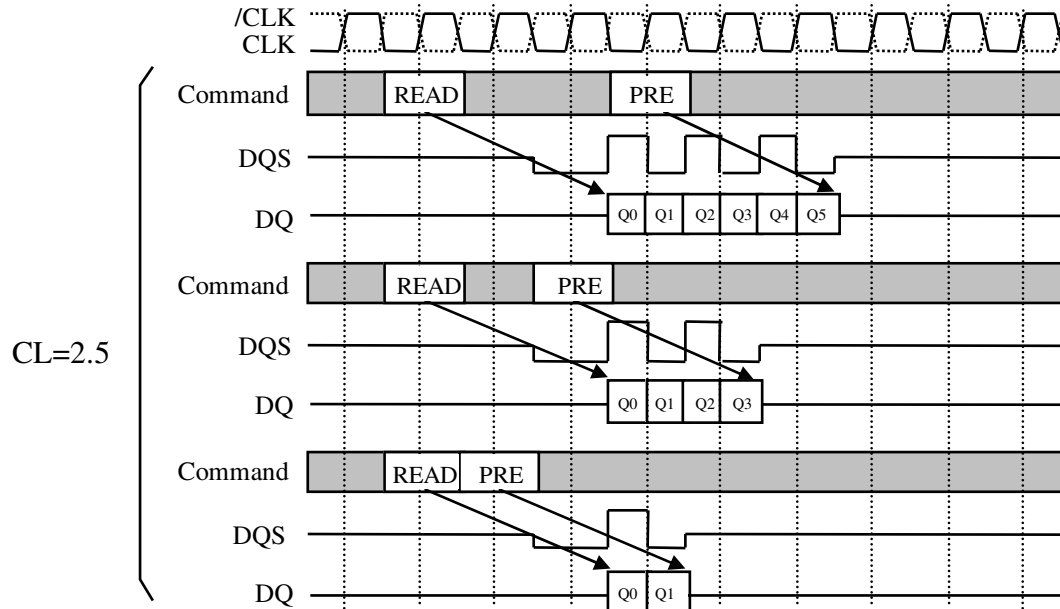 /CLK
CLK
Command READ PRE
DQS
DQ Q0 Q1 Q2 Q3 Q4 Q5
Command READ PRE
CL=2.5
DQS
DQ Q0 Q1 Q2 Q3
Command READ PRE
DQS
DQ Q0 Q1